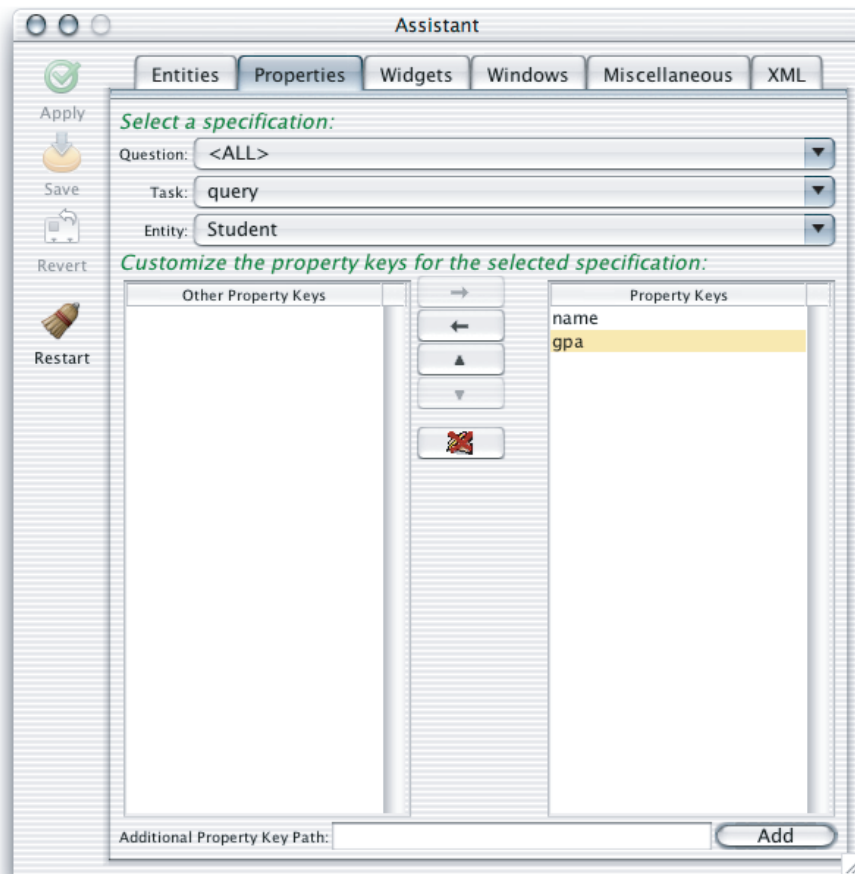 Assistant
Entities Properties Widgets Windows Miscellaneous XML
Apply
Save
Revert
Restart
Select a specification:
Question: <ALL>
Task: query
Entity: Student
Customize the property keys for the selected specification:
Other Property Keys
Property Keys
name
gpa
Additional Property Key Path: Add